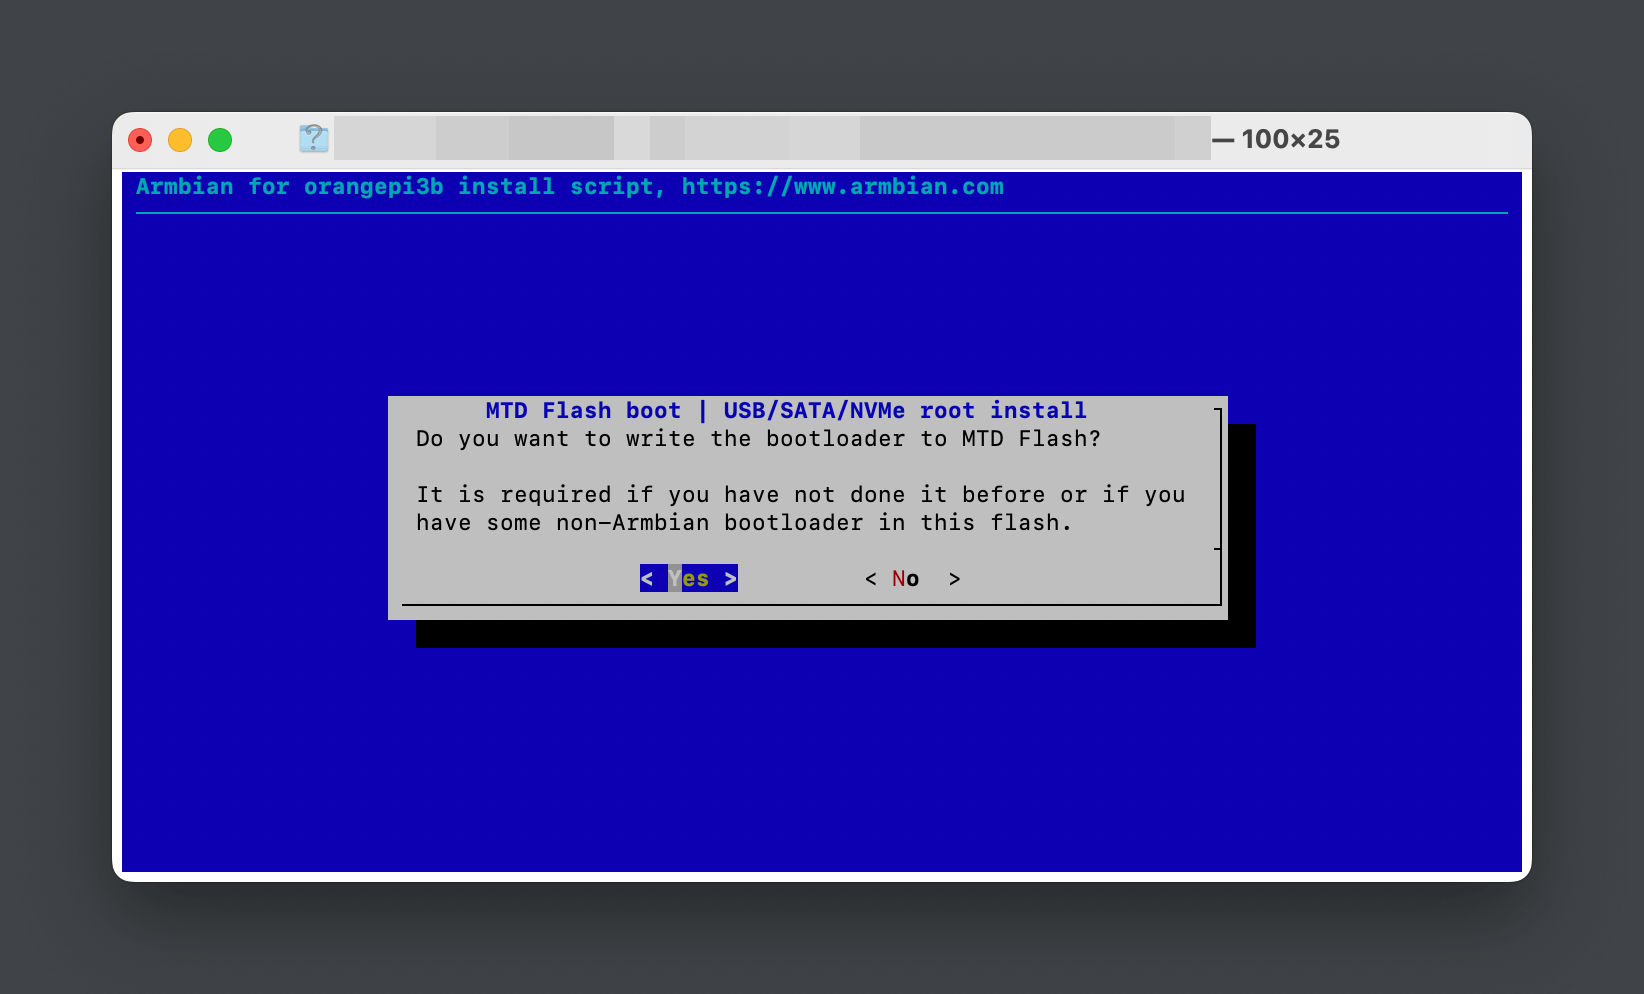 — 100×25
Armbian for orangepi3b install script, https://www.armbian.com
MTD Flash boot | USB/SATA/NVMe root install
Do you want to write the bootloader to MTD Flash?
It is required if you have not done it before or if you
have some non-Armbian bootloader in this flash.
< Yes > < No >